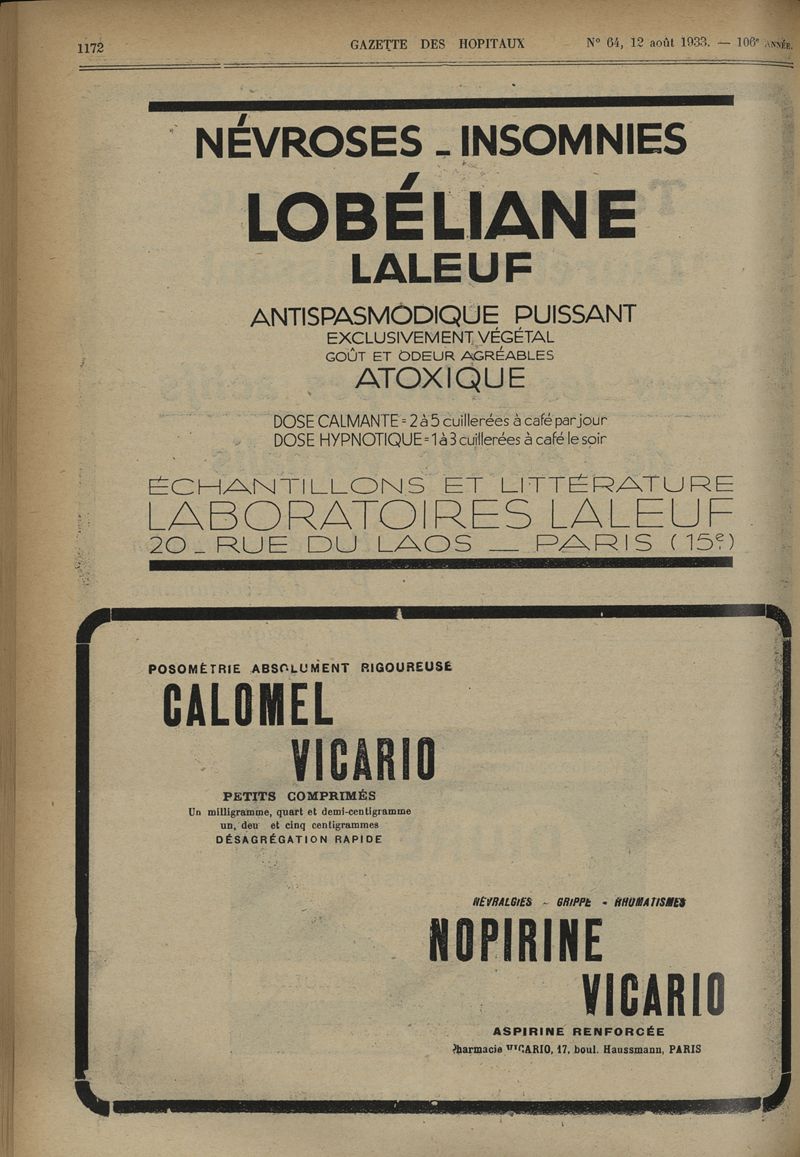 1172
GAZETTE DES HOPITAUX
N° 64, 12 août 1933. — 106e ANNÉE.
NÉVROSES - INSOMNIES
LOBÉLIANE
LALEUF
ANTISPASMODIQUE PUISSANT
EXCLUSIVEMENT VÉGÉTAL
GOÛT ET ODEUR AGRÉABLES
ATOXIQUE
DOSE CALMANTE = 2 à 5 cuillerées à café par jour
DOSE HYPNOTIQUE = 1 à 3 cuillerées à café le soir
ÉCHANTILLONS ET LITTÉRATURE
LABORATOIRES LALEUF
20 - RUE DU LAOS — PARIS (15e)
POSOMÉTRIE ABSOLUMENT RIGOUREUSE
CALOMEL
VICARIO
PETITS COMPRIMÉS
Un milligramme, quart et demi-centigramme
un, deu et cinq centigrammes
DÉSAGRÉGATION RAPIDE
NÉVRALGIES - GRIPPE - RHUMATISMES
NOPIRINE
VICARIO
ASPIRINE RENFORCÉE
Pharmacie VICARIO, 17, boul. Haussmann, PARIS